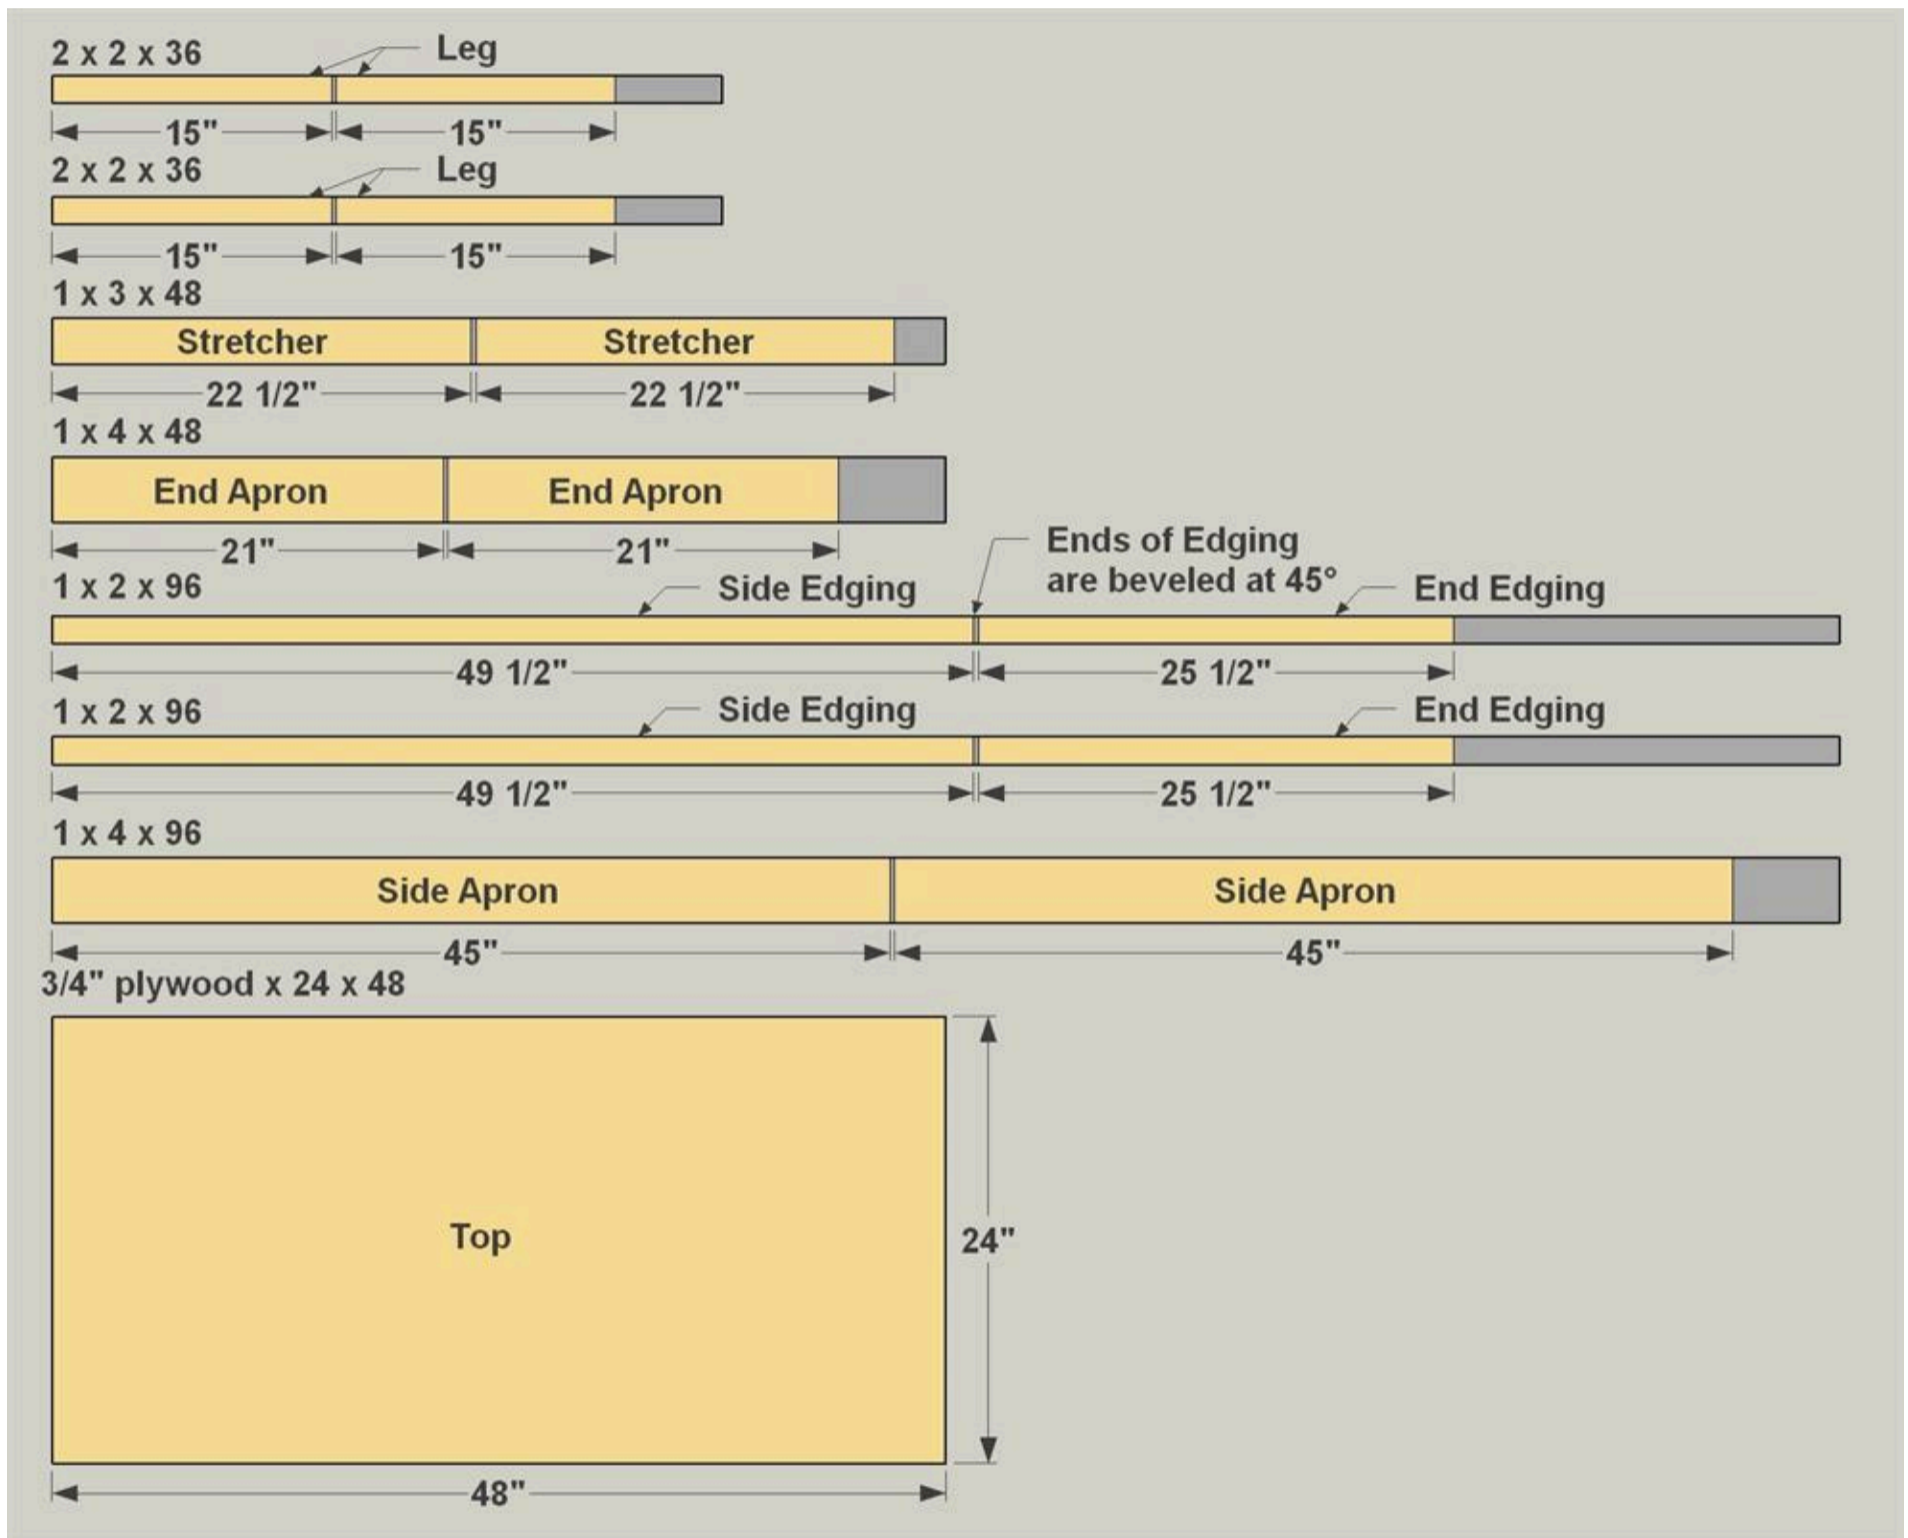 2 x 2 x 36
Leg
15" 15"
2 x 2 x 36
Leg
15" 15"
1 x 3 x 48
Stretcher Stretcher
22 1/2" 22 1/2"
1 x 4 x 48
End Apron End Apron
21" 21"
Ends of Edging
are beveled at 45°
1 x 2 x 96
Side Edging End Edging
49 1/2" 25 1/2"
1 x 2 x 96
Side Edging End Edging
49 1/2" 25 1/2"
1 x 4 x 96
Side Apron Side Apron
45" 45"
3/4" plywood x 24 x 48
Top
24"
48"